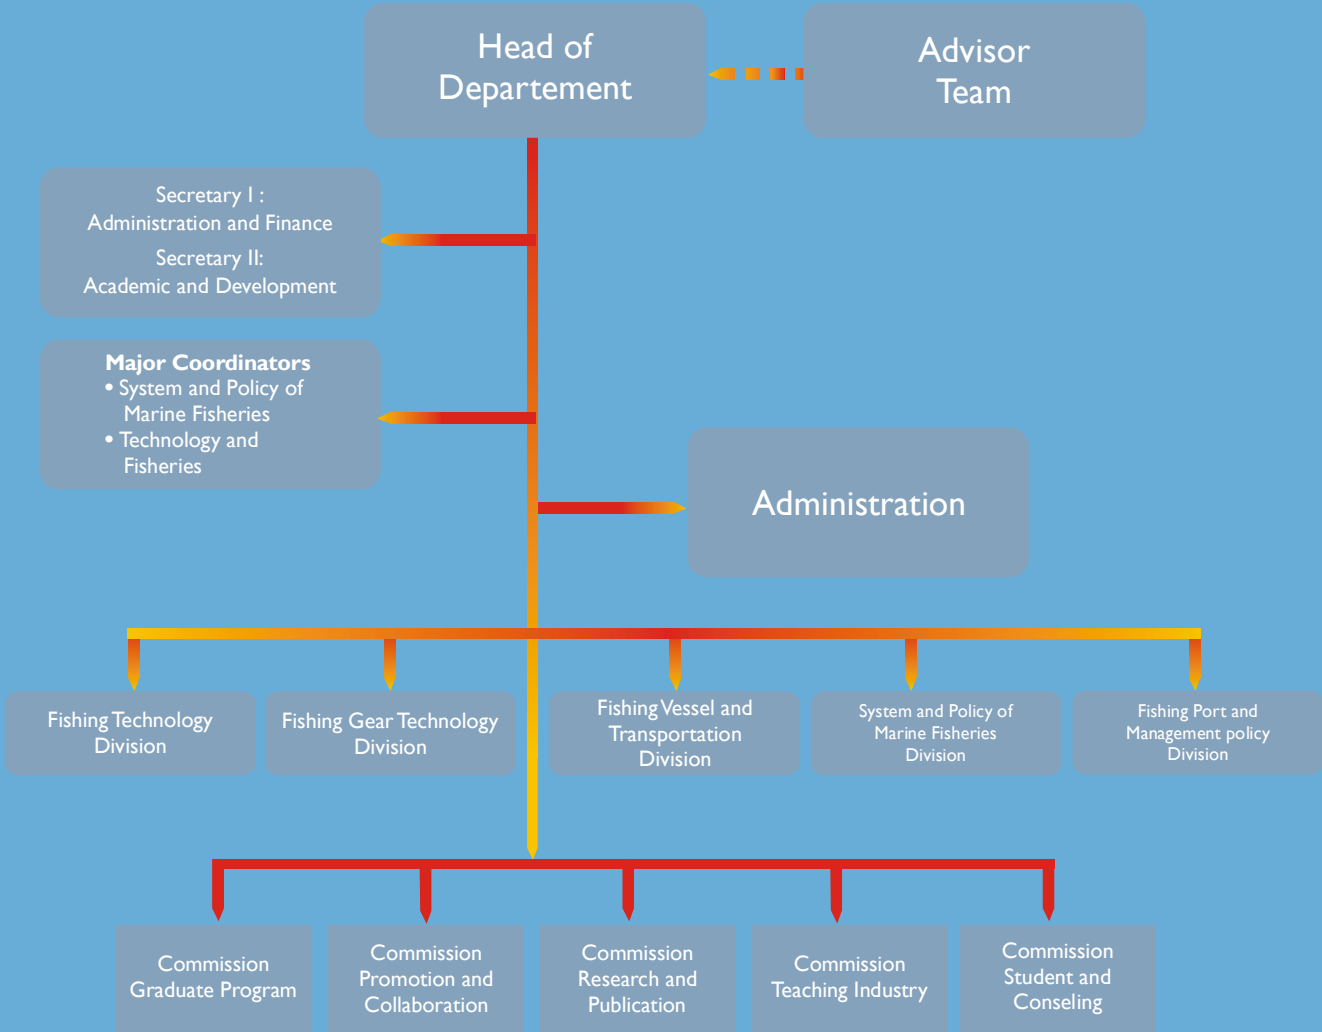 Head of
Departement
Advisor
Team
Secretary I :
Administration and Finance
Secretary II:
Academic and Development
Major Coordinators
• System and Policy of
Marine Fisheries
• Technology and
Fisheries
Administration
Fishing Technology
Division
Fishing Gear Technology
Division
Fishing Vessel and
Transportation
Division
System and Policy of
Marine Fisheries
Division
Fishing Port and
Management policy
Division
Commission
Graduate Program
Commission
Promotion and
Collaboration
Commission
Research and
Publication
Commission
Teaching Industry
Commission
Student and
Conseling